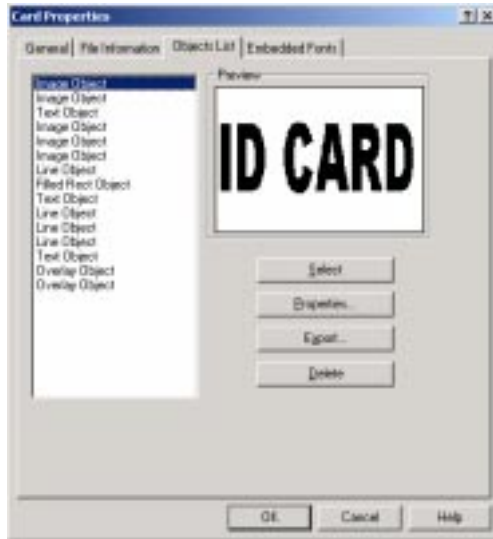 Card Properties
General
File Information
Objects List
Embedded Fonts
Image Object
Image Object
Text Object
Image Object
Image Object
Image Object
Line Object
Filled Rect Object
Text Object
Line Object
Line Object
Line Object
Text Object
Overlay Object
Overlay Object
Preview
ID CARD
Select
Properties...
Export...
Delete
OK
Cancel
Help